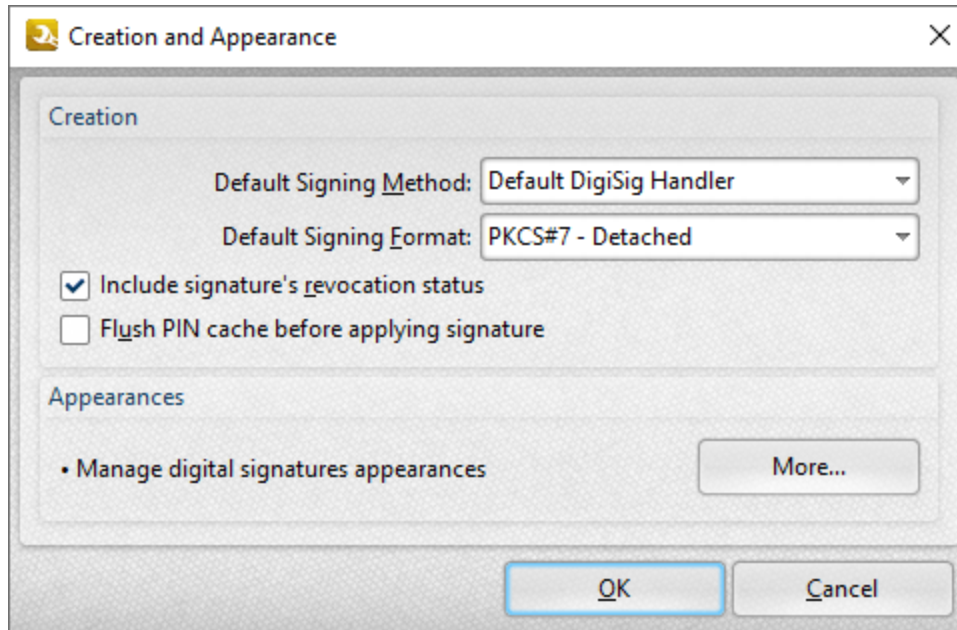 Creation and Appearance
Creation
Default Signing Method: Default DigiSig Handler
Default Signing Format: PKCS#7 - Detached
Include signature's revocation status
Flush PIN cache before applying signature
Appearances
• Manage digital signatures appearances More...
OK Cancel